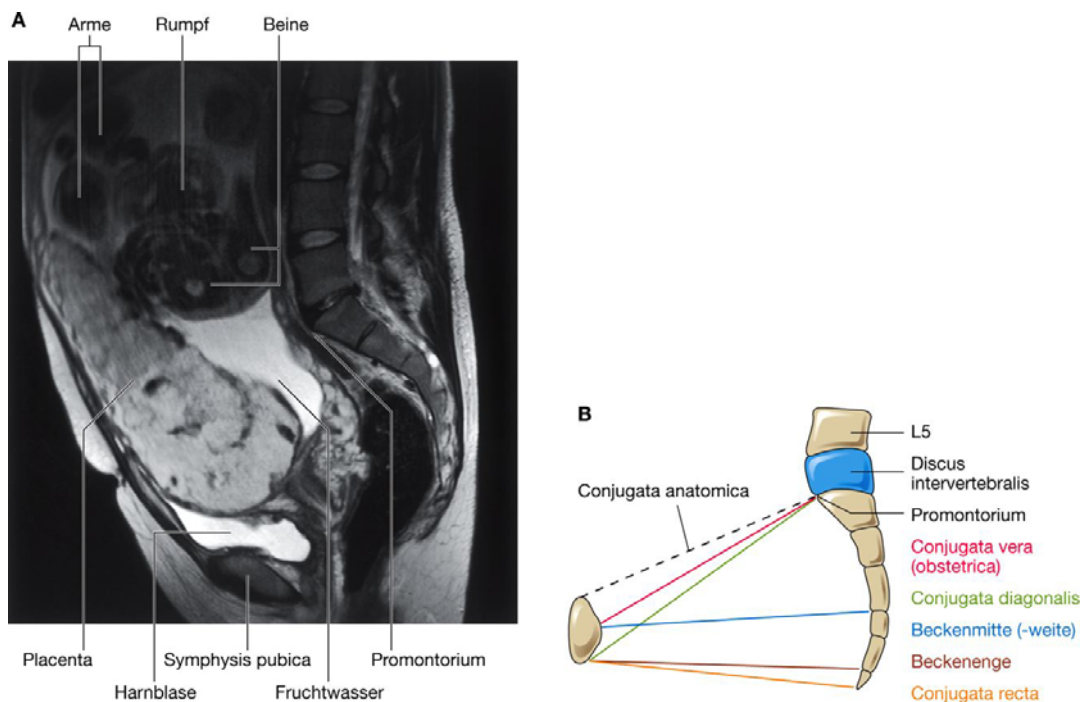 A
Arme
Rumpf
Beine
Placenta
Symphysis pubica
Promontorium
Harnblase
Fruchtwasser
B
L5
Discus
intervertebralis
Conjugata anatomica
Promontorium
Conjugata vera
(obstetrica)
Conjugata diagonalis
Beckenmitte (-weite)
Beckenenge
Conjugata recta